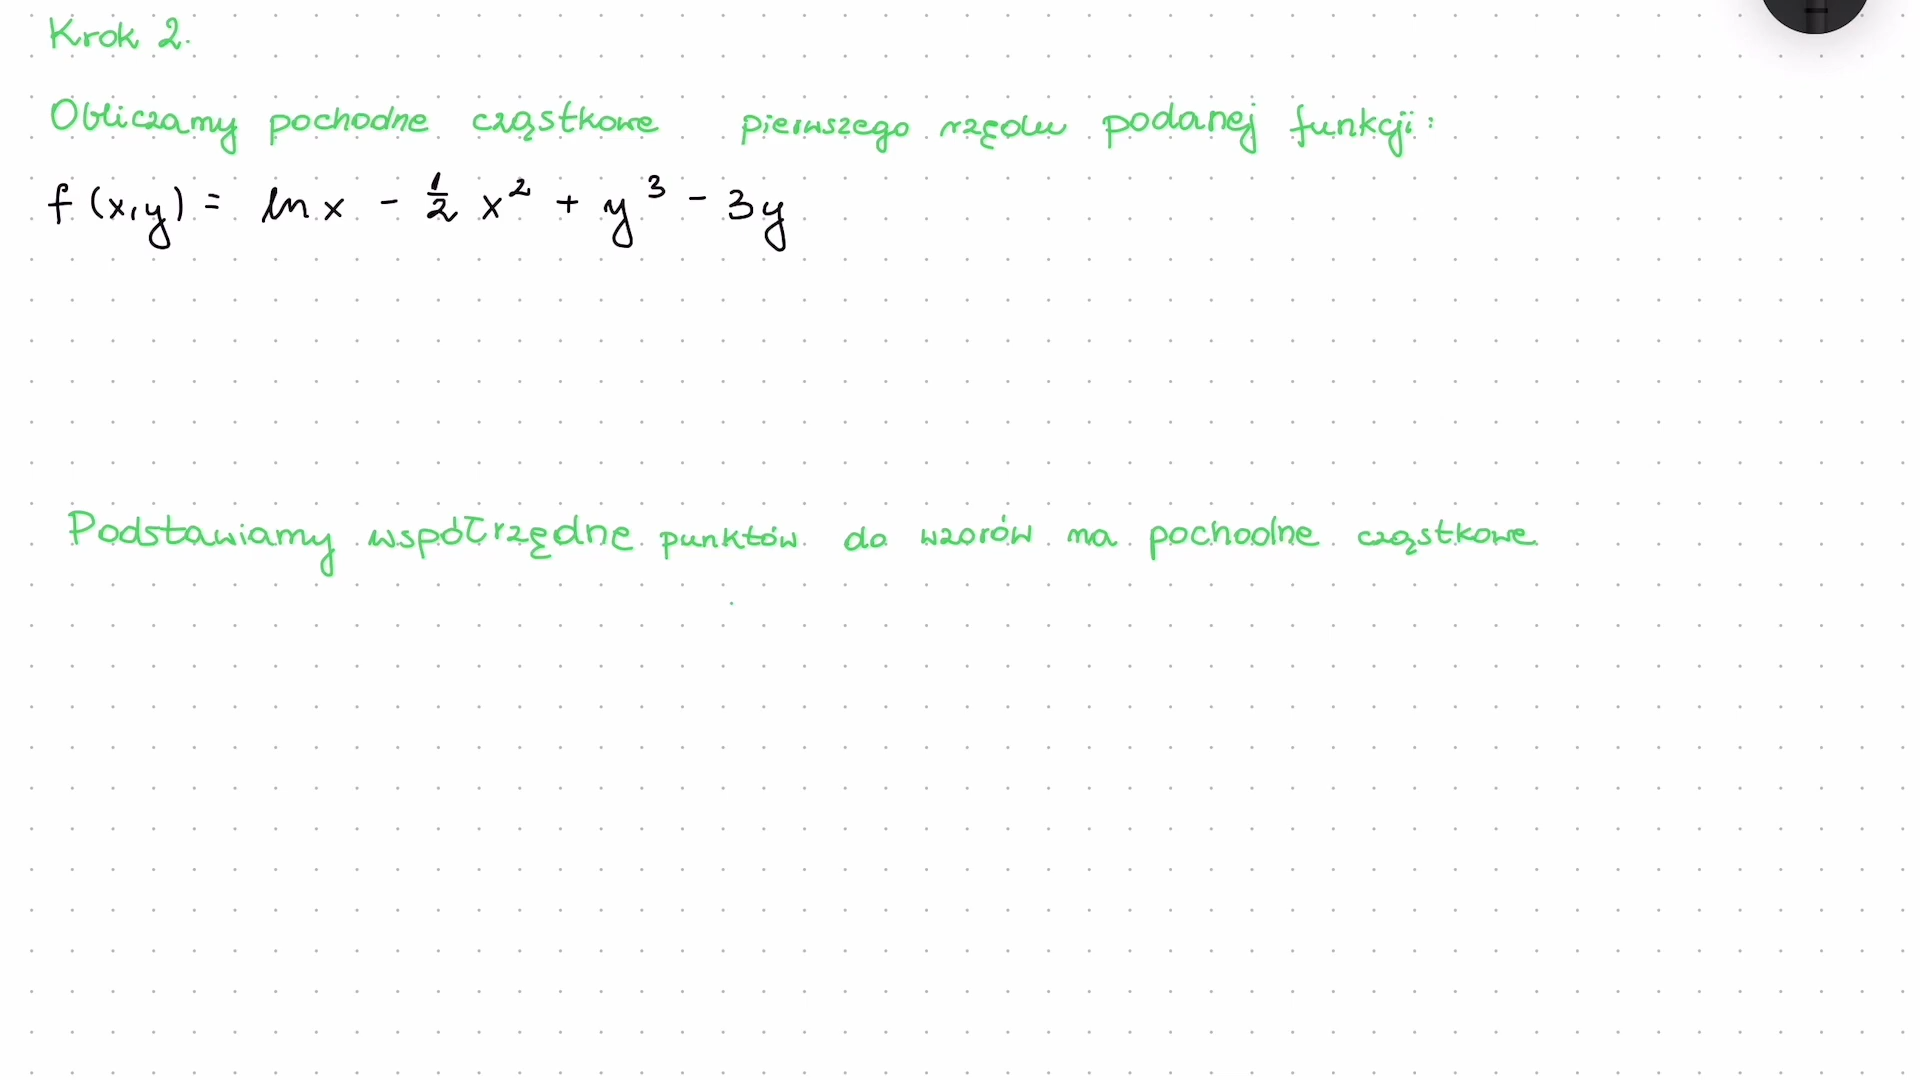 Krok 2.
Obliczamy pochodne cząstkowe pierwszego rzędu podanej funkcji:
f(x,y) = ln x - 1/2 x² + y³ - 3y
Podstawiamy współrzędne punktów do wzorów na pochodne cząstkowe